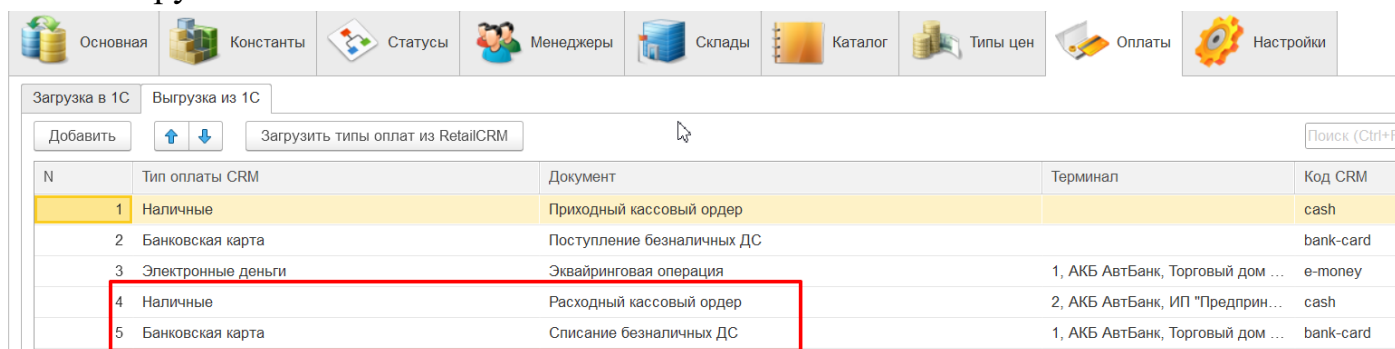 Основная Константы Статусы Менеджеры Склады Каталог Типы цен Оплаты Настройки
Загрузка в 1С Выгрузка из 1С
Добавить Загрузить типы оплат из RetailCRM Поиск (Ctrl+F
N Тип оплаты CRM Документ Терминал Код CRM
1 Наличные Приходный кассовый ордер cash
2 Банковская карта Поступление безналичных ДС bank-card
3 Электронные деньги Эквайринговая операция 1, АКБ АвтБанк, Торговый дом ... e-money
4 Наличные Расходный кассовый ордер 2, АКБ АвтБанк, ИП "Предприн... cash
5 Банковская карта Списание безналичных ДС 1, АКБ АвтБанк, Торговый дом ... bank-card